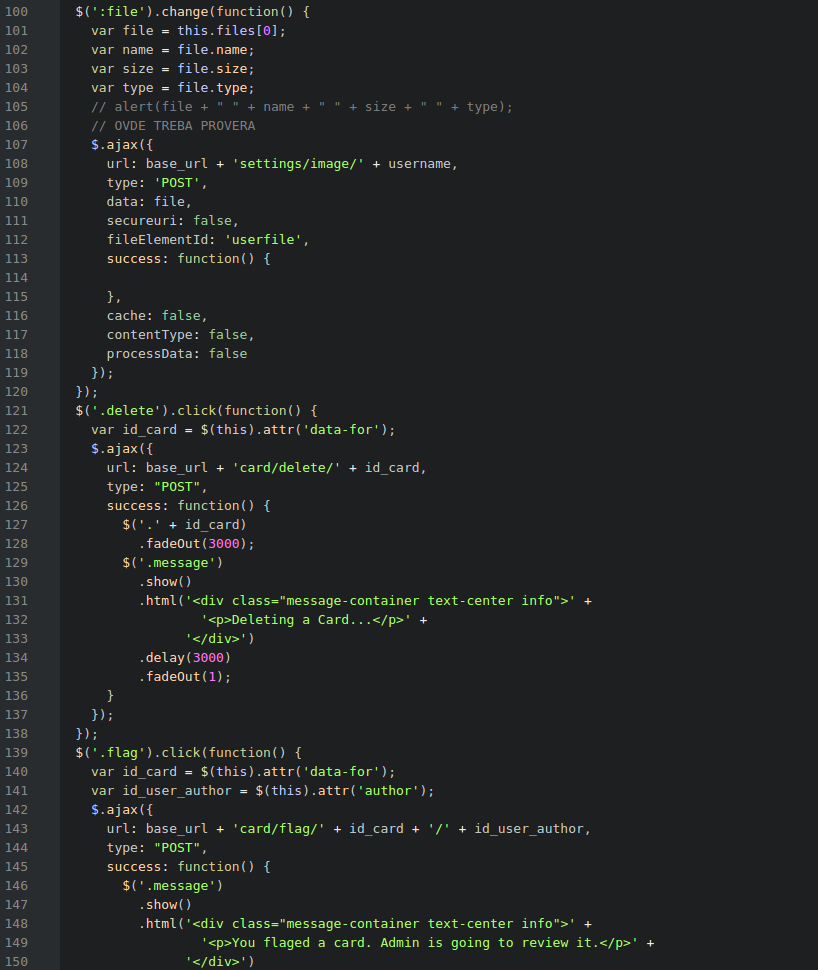 100 $(':file').change(function() {
101 var file = this.files[0];
102 var name = file.name;
103 var size = file.size;
104 var type = file.type;
105 // alert(file + " " + name + " " + size + " " + type);
106 // OVDE TREBA PROVERA
107 $.ajax({
108 url: base_url + 'settings/image/' + username,
109 type: 'POST',
110 data: file,
111 secureuri: false,
112 fileElementId: 'userfile',
113 success: function() {
114
115 },
116 cache: false,
117 contentType: false,
118 processData: false
119 });
120 });
121 $('.delete').click(function() {
122 var id_card = $(this).attr('data-for');
123 $.ajax({
124 url: base_url + 'card/delete/' + id_card,
125 type: "POST",
126 success: function() {
127 $('.' + id_card)
128 .fadeOut(3000);
129 $('.message')
130 .show()
131 .html('<div class="message-container text-center info">' +
132 '<p>Deleting a Card...</p>' +
133 '</div>')
134 .delay(3000)
135 .fadeOut(1);
136 }
137 });
138 });
139 $('.flag').click(function() {
140 var id_card = $(this).attr('data-for');
141 var id_user_author = $(this).attr('author');
142 $.ajax({
143 url: base_url + 'card/flag/' + id_card + '/' + id_user_author,
144 type: "POST",
145 success: function() {
146 $('.message')
147 .show()
148 .html('<div class="message-container text-center info">' +
149 '<p>You flaged a card. Admin is going to review it.</p>' +
150 '</div>')